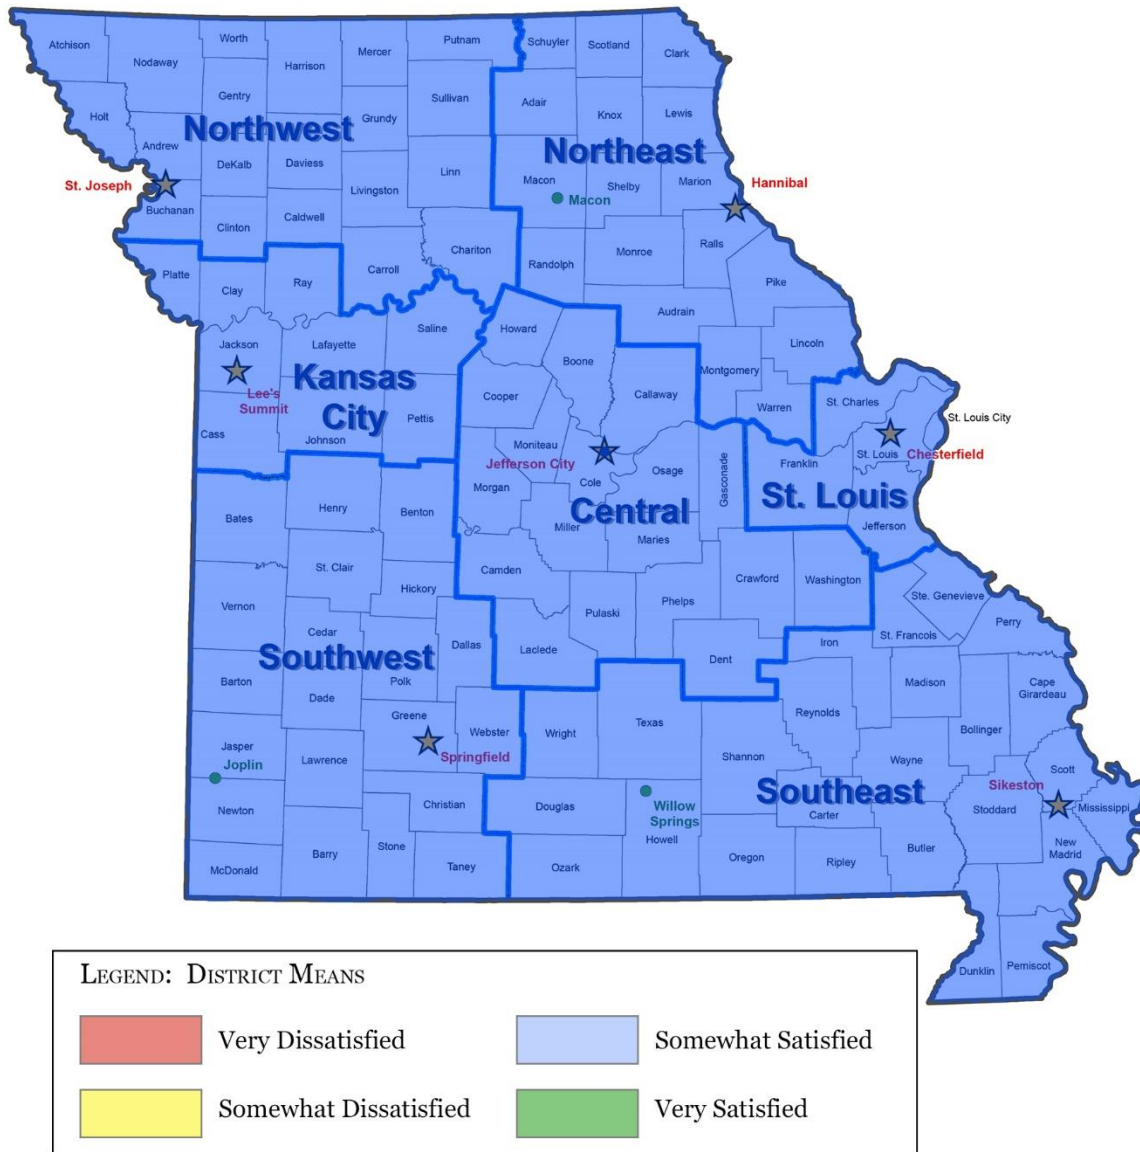 Atchison
Nodaway
Worth
Harrison
Mercer
Putnam
Schuyler
Scotland
Clark
Gentry
Sullivan
Adair
Knox
Lewis
Holt
Andrew
Northwest
Grundy
Northeast
DeKalb
Daviess
Linn
Macon
Shelby
Marion
Hannibal
St. Joseph
Livingston
Macon
Buchanan
Clinton
Caldwell
Chariton
Monroe
Ralls
Randolph
Carroll
Platte
Clay
Ray
Pike
Audrain
Saline
Howard
Jackson
Lafayette
Boone
Lincoln
Kansas
City
Montgomery
Lee's
Summit
Cooper
Callaway
Warren
St. Charles
St. Louis City
Cass
Johnson
Pettis
Moniteau
Jefferson City
Osage
Gasconade
Franklin
St. Louis
Chesterfield
Morgan
Cole
Central
St. Louis
Bates
Henry
Benton
Miller
Maries
Jefferson
St. Clair
Camden
Crawford
Washington
Hickory
Vernon
Pulaski
Phelps
Ste. Genevieve
Cedar
Southwest
Dallas
Laclede
Dent
Iron
St. Francois
Perry
Barton
Polk
Madison
Cape
Girardeau
Dade
Greene
Webster
Wright
Texas
Reynolds
Bollinger
Jasper
Joplin
Lawrence
Springfield
Shannon
Wayne
Scott
Southeast
Sikeston
Newton
Christian
Douglas
Willow
Springs
Carter
Stoddard
Mississippi
Howell
McDonald
Barry
Stone
Taney
Ozark
Oregon
Ripley
Butler
New
Madrid
Dunklin
Pemiscot
LEGEND: DISTRICT MEANS
Very Dissatisfied
Somewhat Satisfied
Somewhat Dissatisfied
Very Satisfied